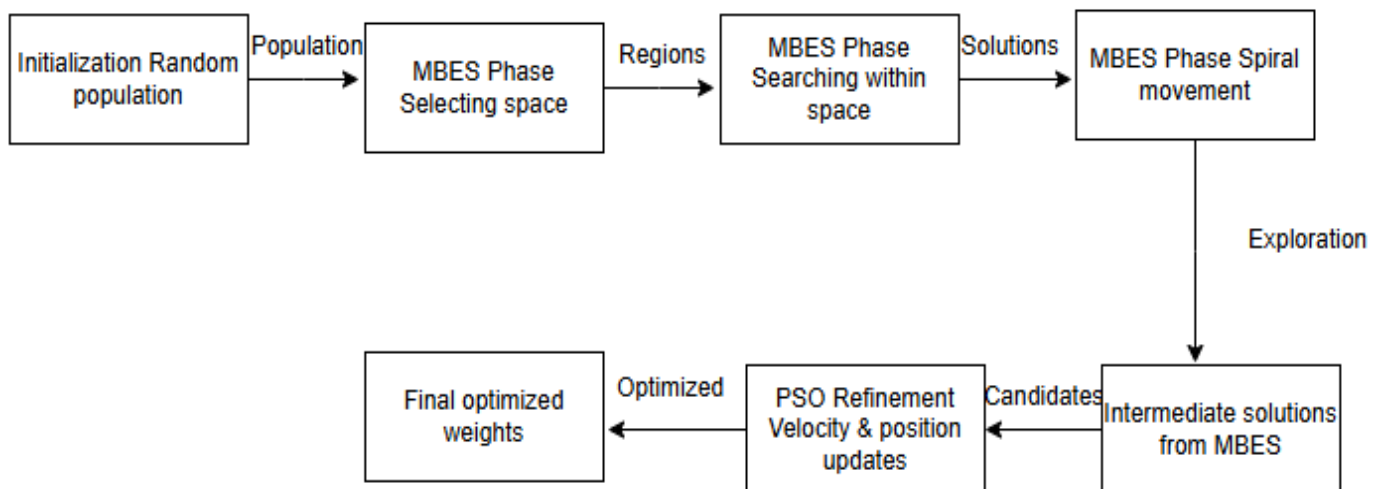 Initialization Random
population
Population
MBES Phase
Selecting space
Regions
MBES Phase
Searching within
space
Solutions
MBES Phase Spiral
movement
Exploration
Intermediate solutions
from MBES
Candidates
PSO Refinement
Velocity & position
updates
Optimized
Final optimized
weights